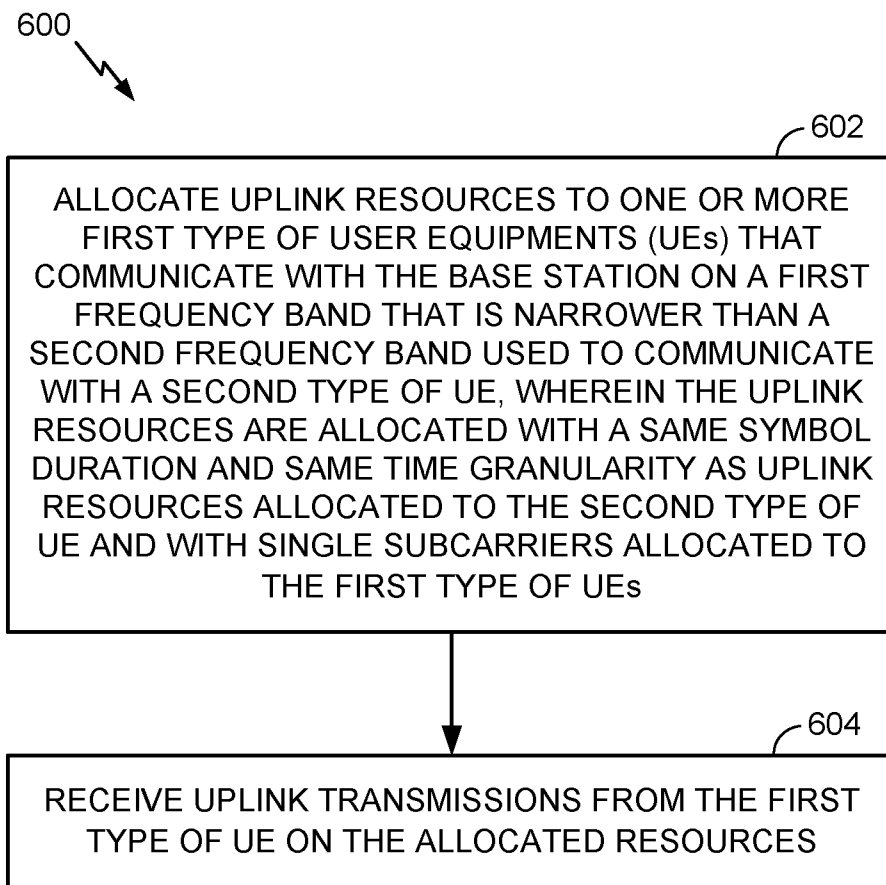 600
602
ALLOCATE UPLINK RESOURCES TO ONE OR MORE
FIRST TYPE OF USER EQUIPMENTS (UEs) THAT
COMMUNICATE WITH THE BASE STATION ON A FIRST
FREQUENCY BAND THAT IS NARROWER THAN A
SECOND FREQUENCY BAND USED TO COMMUNICATE
WITH A SECOND TYPE OF UE, WHEREIN THE UPLINK
RESOURCES ARE ALLOCATED WITH A SAME SYMBOL
DURATION AND SAME TIME GRANULARITY AS UPLINK
RESOURCES ALLOCATED TO THE SECOND TYPE OF
UE AND WITH SINGLE SUBCARRIERS ALLOCATED TO
THE FIRST TYPE OF UEs
604
RECEIVE UPLINK TRANSMISSIONS FROM THE FIRST
TYPE OF UE ON THE ALLOCATED RESOURCES